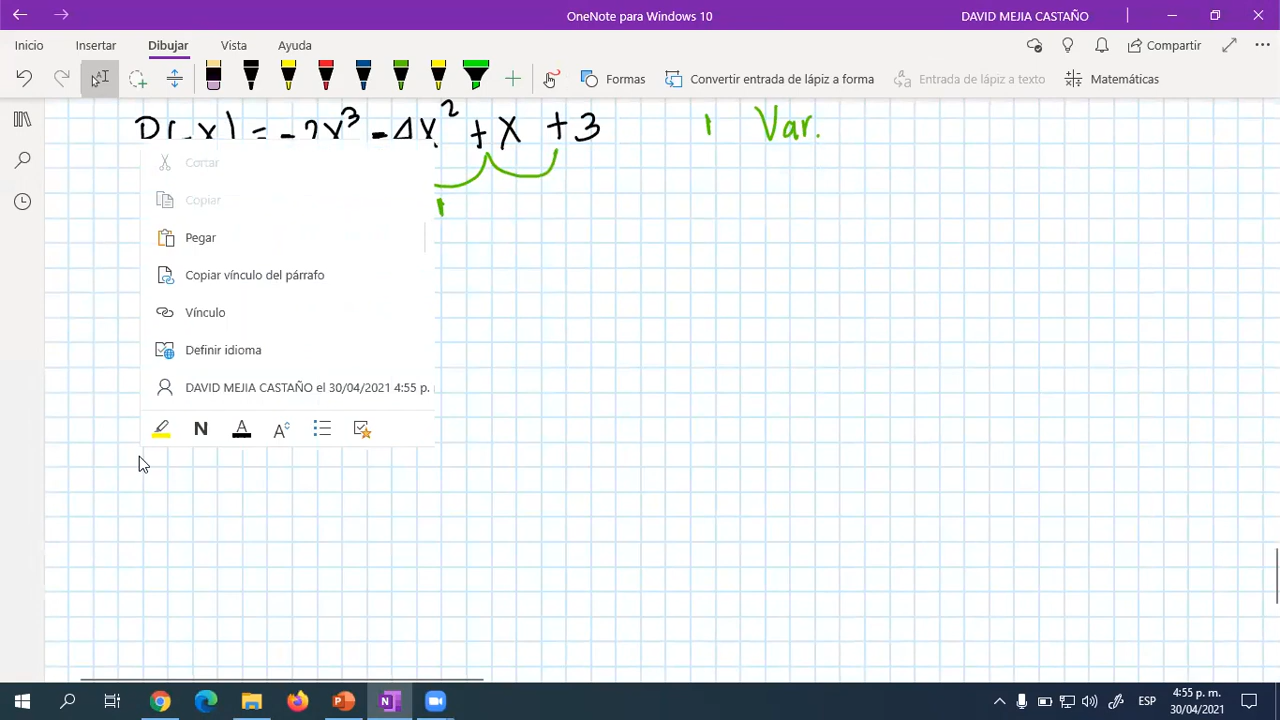 OneNote para Windows 10
DAVID MEJIA CASTAÑO
Inicio
Insertar
Dibujar
Vista
Ayuda
Compartir
Formas
Convertir entrada de lápiz a forma
Entrada de lápiz a texto
Matemáticas
P(-X) = -2X³ -4X² + X + 3
1 Var.
1
Cortar
Copiar
Pegar
Copiar vínculo del párrafo
Vínculo
Definir idioma
DAVID MEJIA CASTAÑO el 30/04/2021 4:55 p.
N A A
ESP
4:55 p. m.
30/04/2021